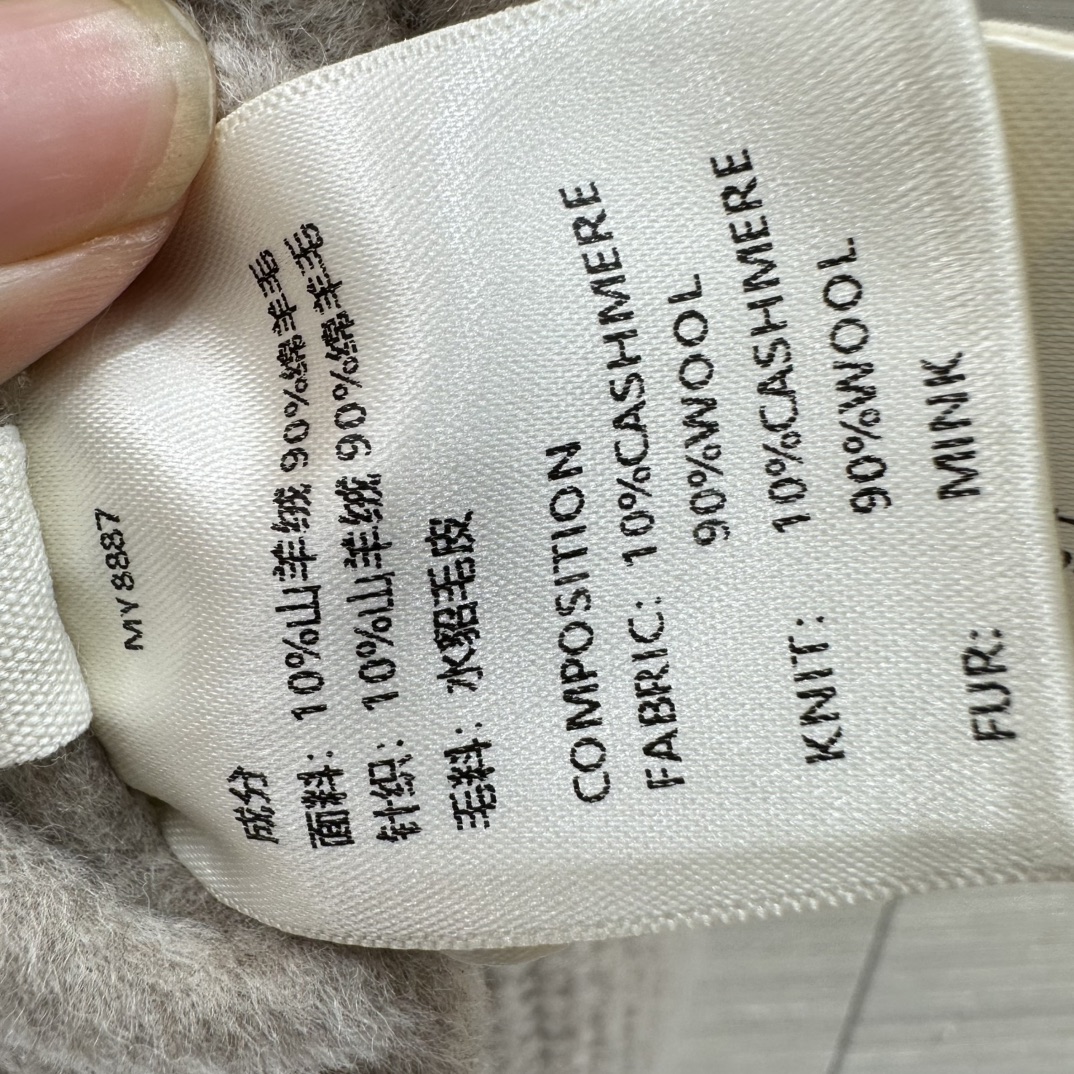 MV8887
成分
面料: 10%山羊绒 90%绵羊毛
针织: 10%山羊绒 90%绵羊毛
毛料: 水貂毛皮
COMPOSITION
FABRIC: 10%CASHMERE
90%WOOL
KNIT: 10%CASHMERE
90%WOOL
FUR: MINK